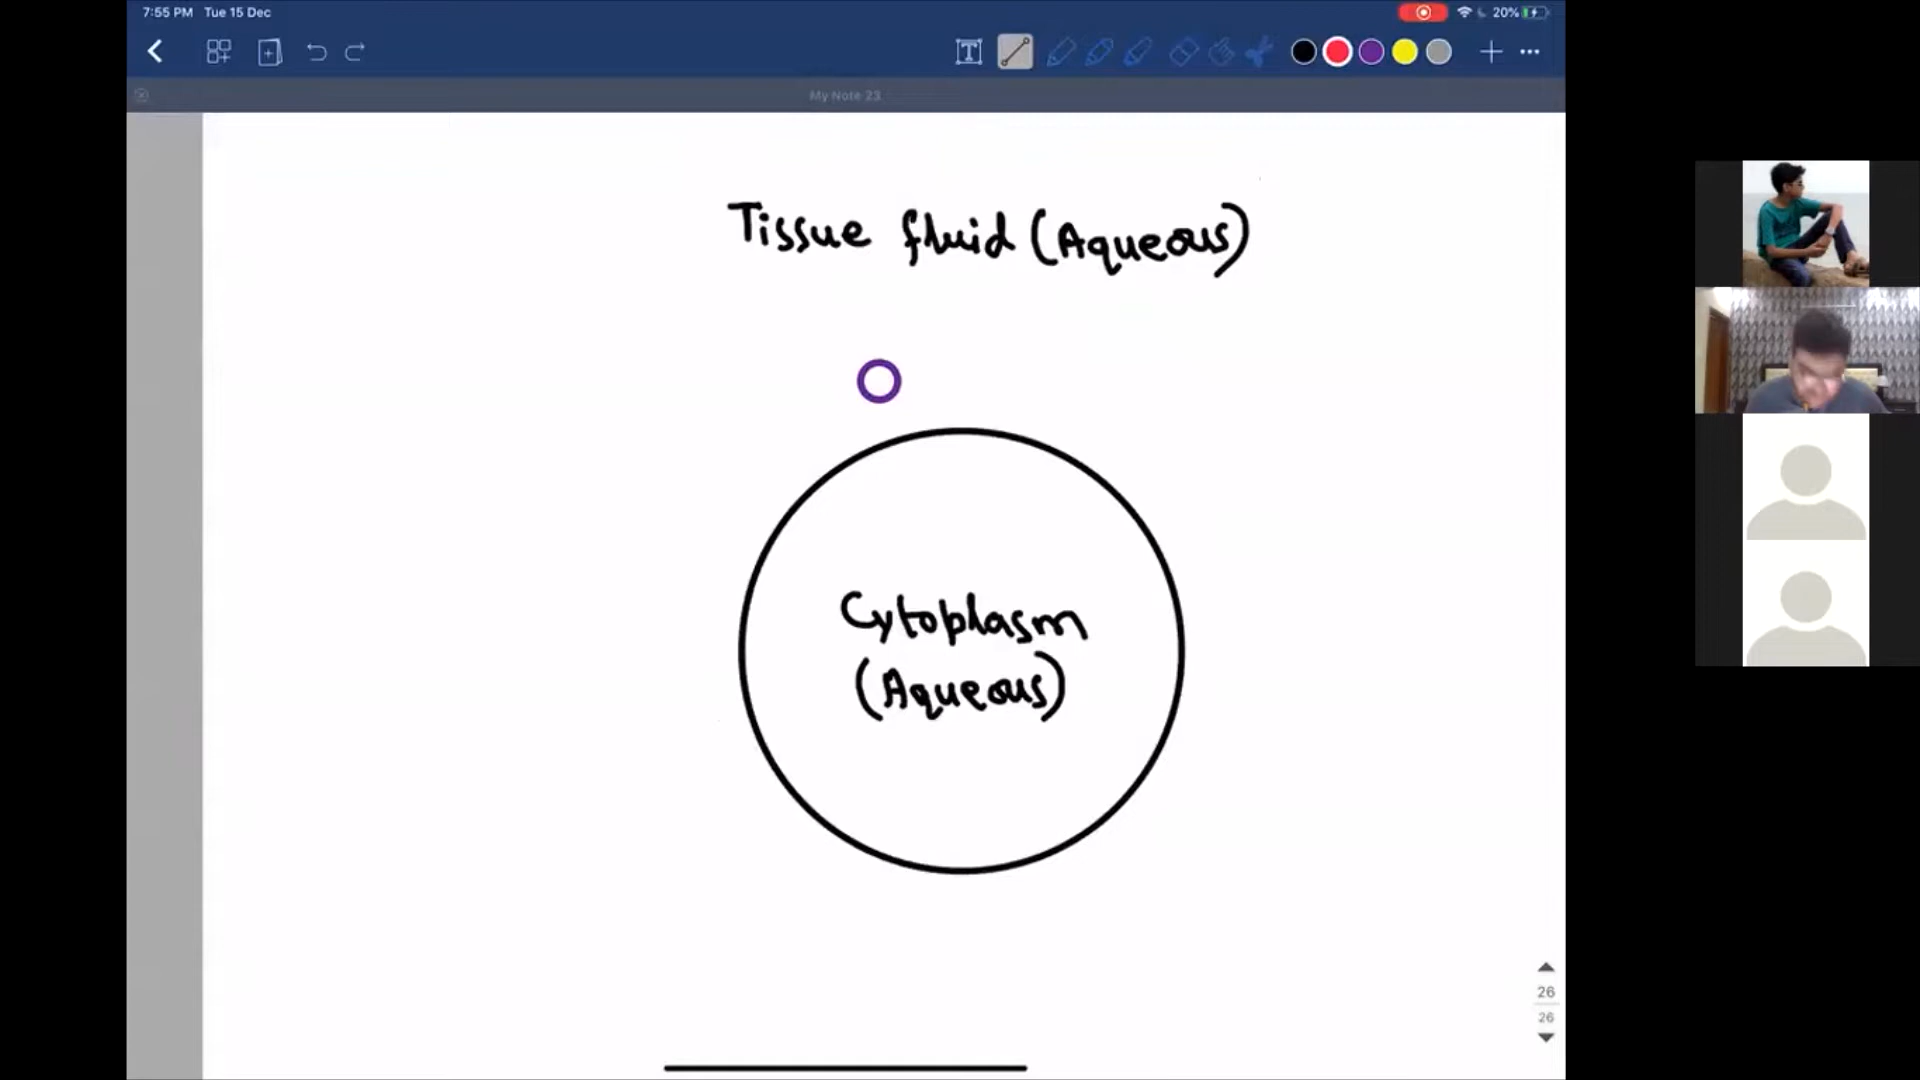 7:55 PM Tue 15 Dec
20%
My Note 23
Tissue fluid (Aqueous)
Cytoplasm
(Aqueous)
26
26